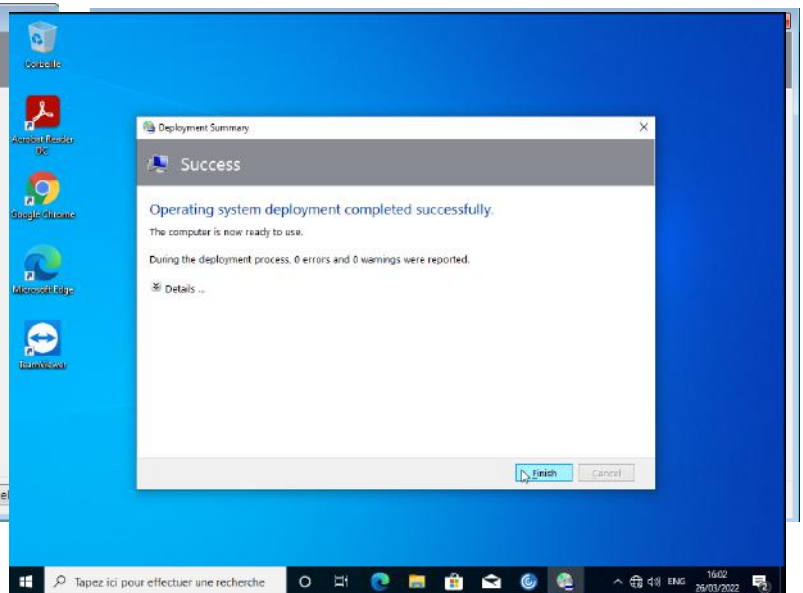 Corbeille
Acrobat Reader
DC
Google Chrome
Microsoft Edge
TeamViewer
Deployment Summary
Success
Operating system deployment completed successfully.
The computer is now ready to use.
During the deployment process, 0 errors and 0 warnings were reported.
Details ...
Finish
Cancel
el
Tapez ici pour effectuer une recherche
ENG
16:02
26/03/2022
2